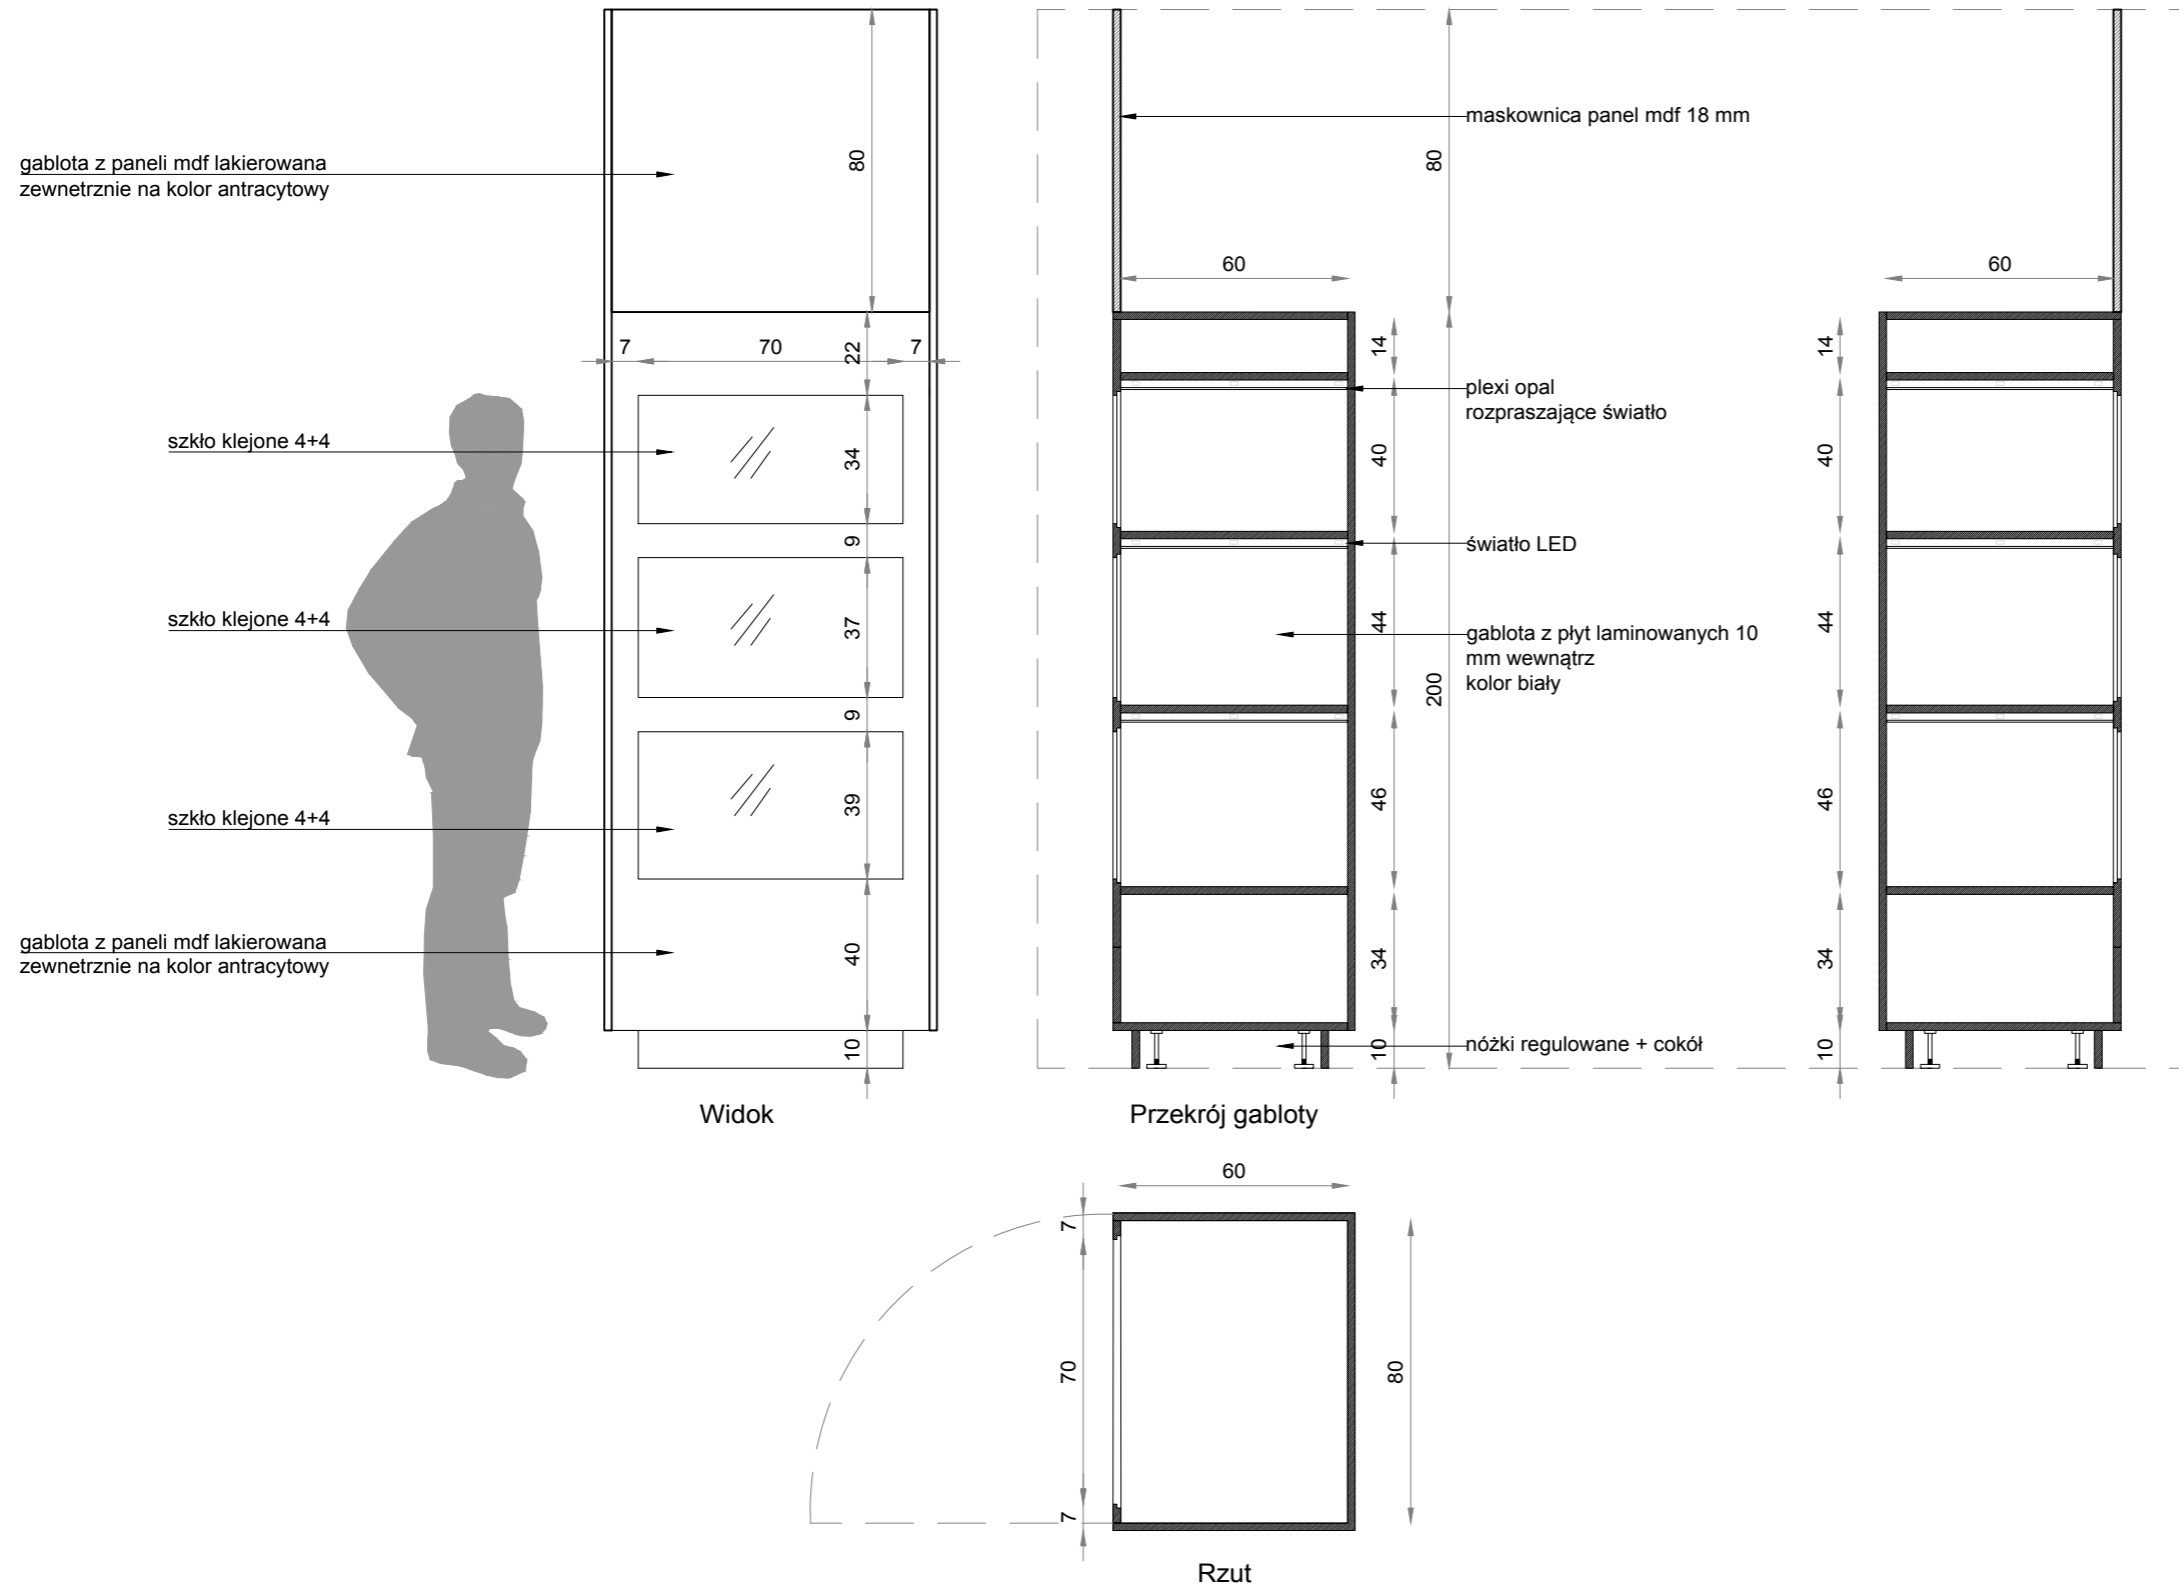 gablota z paneli mdf lakierowana
zewnetrznie na kolor antracytowy
szkło klejone 4+4
szkło klejone 4+4
szkło klejone 4+4
gablota z paneli mdf lakierowana
zewnetrznie na kolor antracytowy
80
7
70
7
22
34
9
37
9
39
40
10
Widok
maskownica panel mdf 18 mm
80
60
14
plexi opal
rozpraszające światło
40
światło LED
44
gablota z płyt laminowanych 10
mm wewnątrz
kolor biały
200
46
34
10
nóżki regulowane + cokół
Przekrój gabloty
60
14
40
44
46
34
10
60
7
70
80
7
Rzut